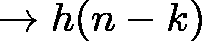 → h(n − k)